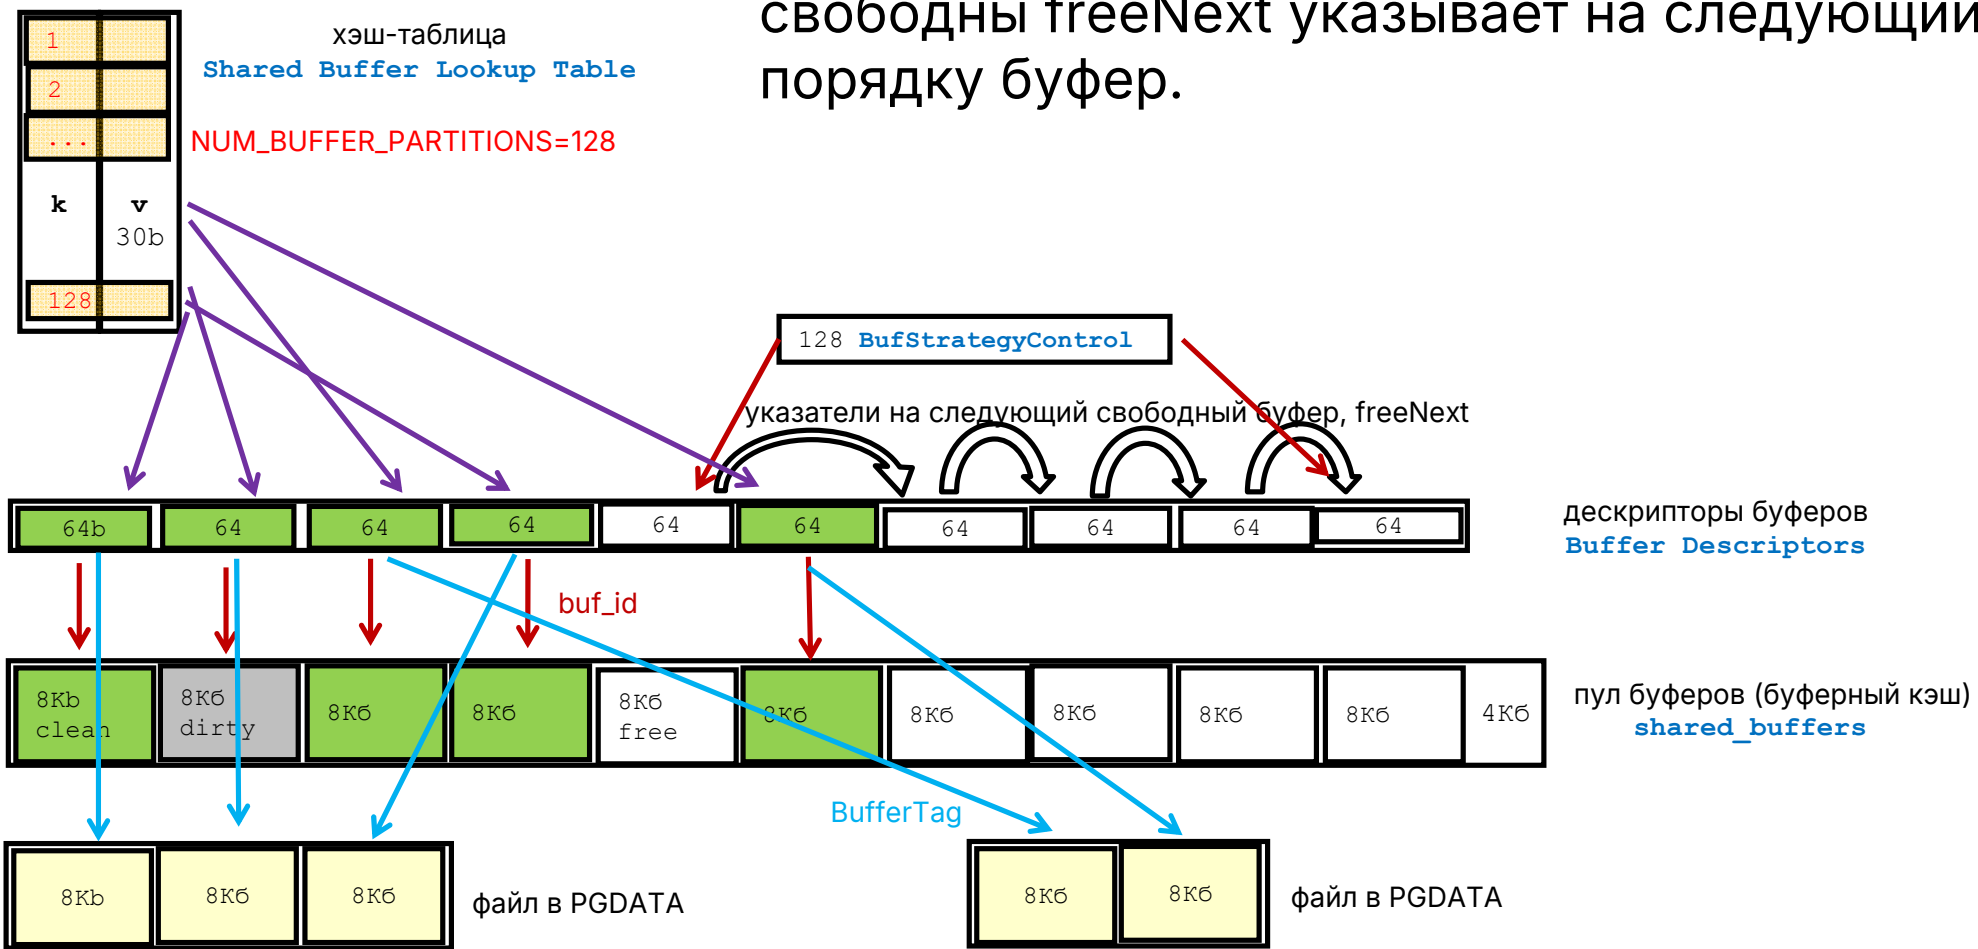 свободны freeNext указывает на следующий
порядку буфер.
хэш-таблица
Shared Buffer Lookup Table
NUM_BUFFER_PARTITIONS=128
1
2
...
k v
30b
128
128 BufStrategyControl
указатели на следующий свободный буфер, freeNext
64b 64 64 64 64 64 64 64 64 64
дескрипторы буферов
Buffer Descriptors
buf_id
8Kb
clean
8Кб
dirty
8Кб
8Кб
8Кб
free
8Кб
8Кб
8Кб
8Кб
8Кб
4Кб
пул буферов (буферный кэш)
shared_buffers
BufferTag
8Kb 8Кб 8Кб
файл в PGDATA
8Кб 8Кб
файл в PGDATA